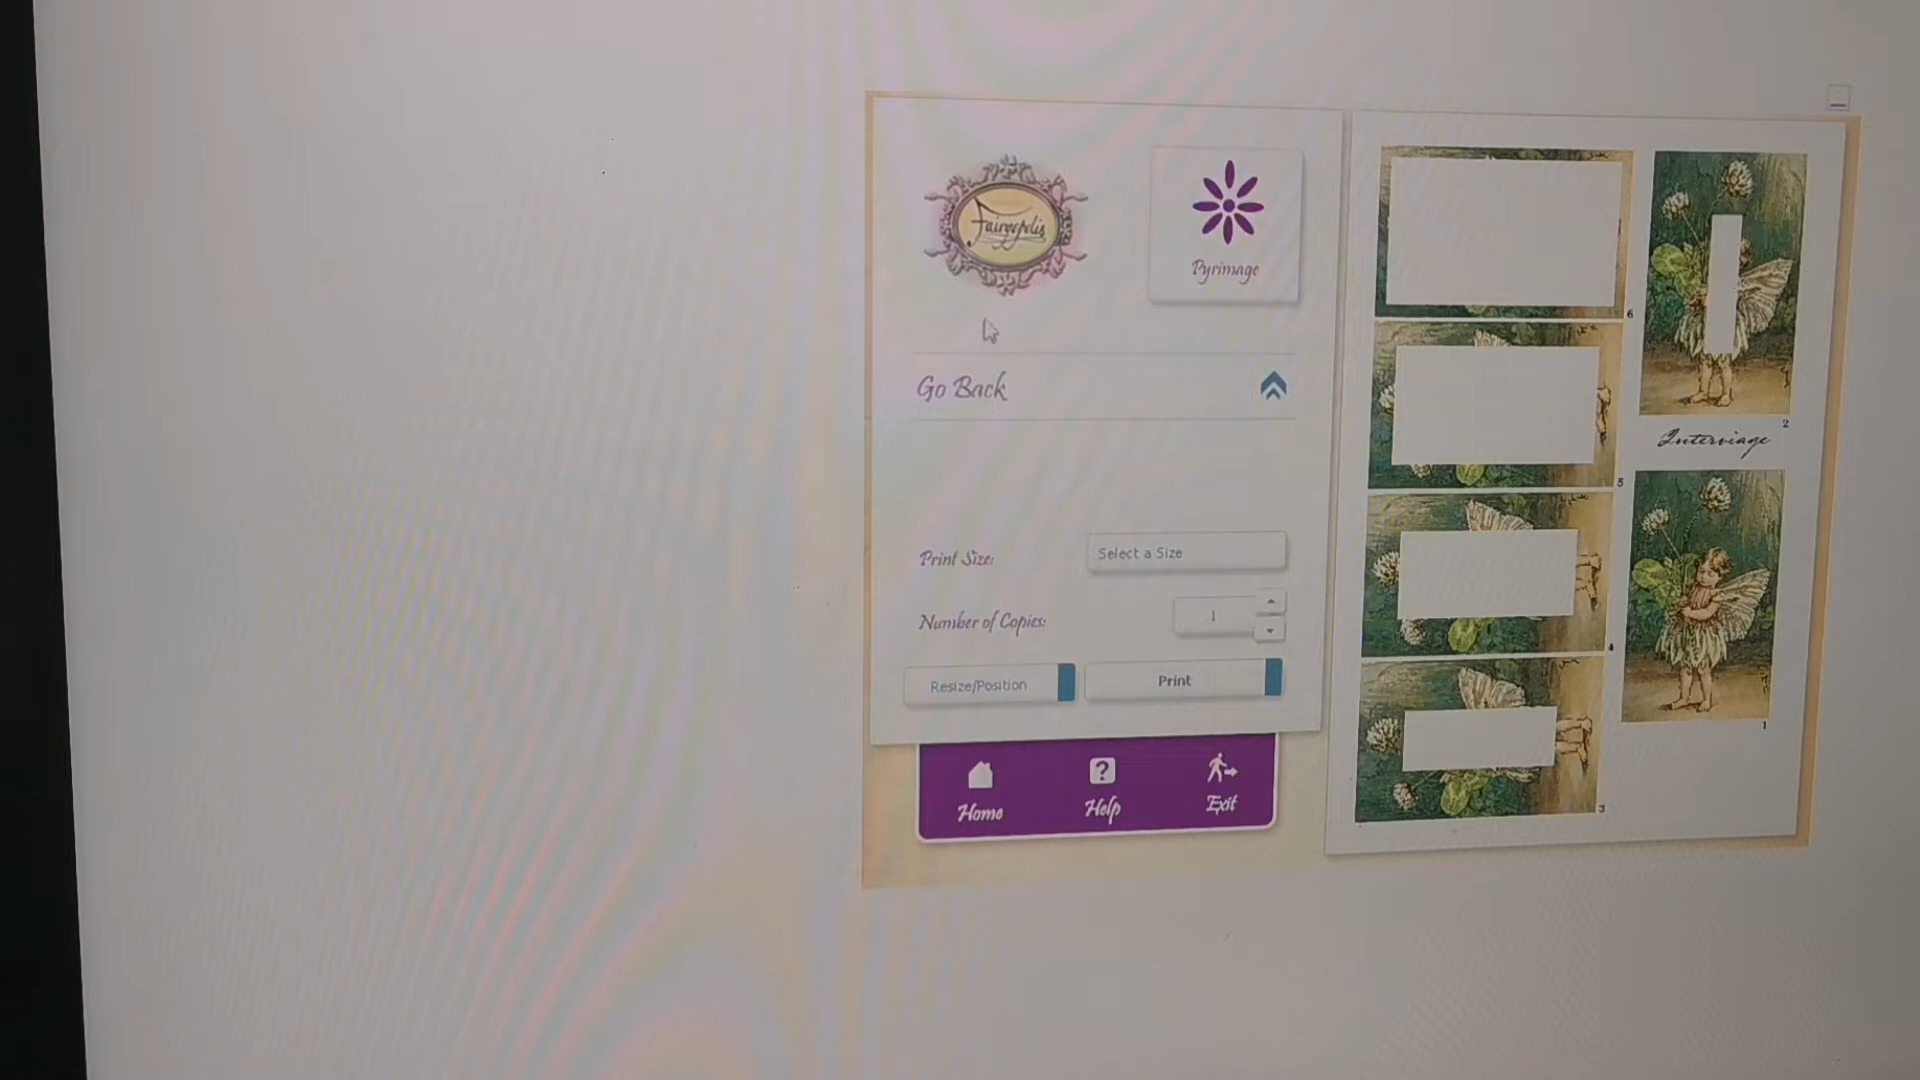 Fairyopolis
Pyrimage
Go Back
Print Size:
Select a Size
Number of Copies:
1
Resize/Position
Print
Home
Help
Exit
6
5
4
3
2
Interviage
1